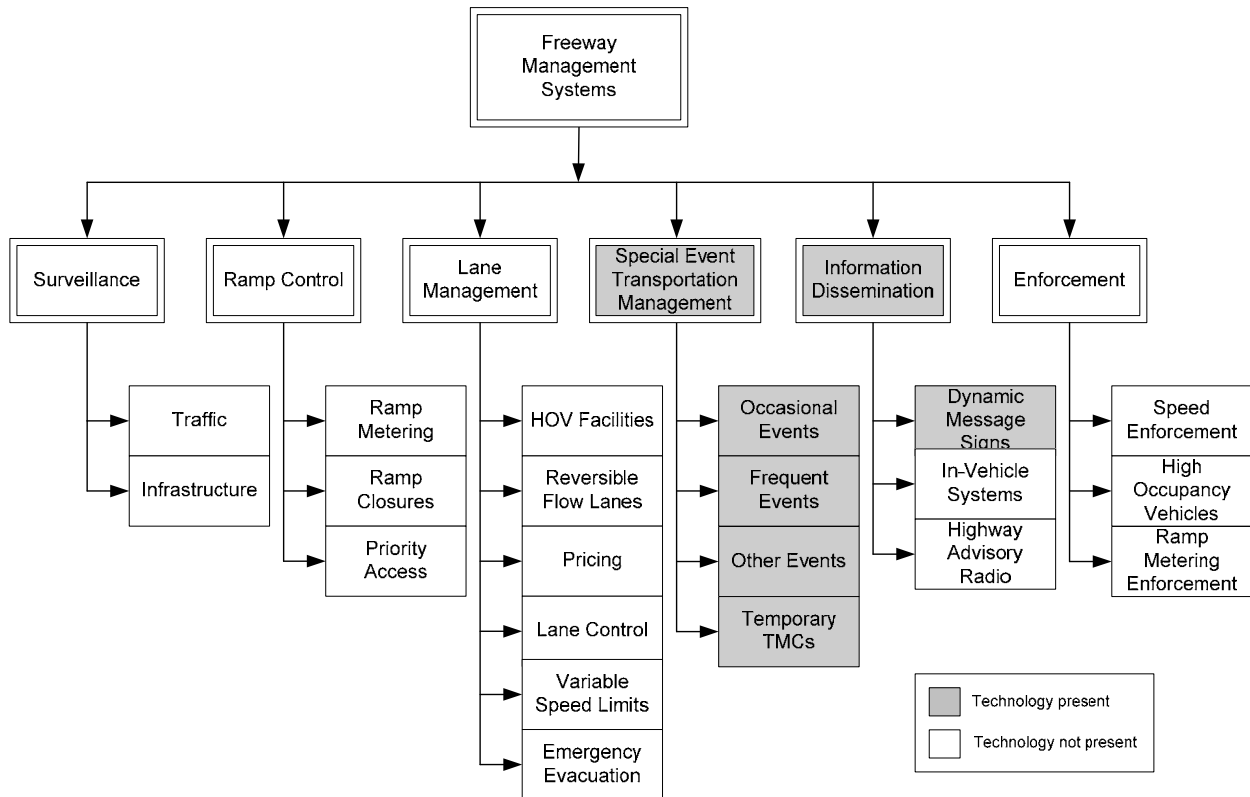 Freeway
Management
Systems
Surveillance
Ramp Control
Lane
Management
Special Event
Transportation
Management
Information
Dissemination
Enforcement
Traffic
Infrastructure
Ramp
Metering
Ramp
Closures
Priority
Access
HOV Facilities
Reversible
Flow Lanes
Pricing
Lane Control
Variable
Speed Limits
Emergency
Evacuation
Occasional
Events
Frequent
Events
Other Events
Temporary
TMCs
Dynamic
Message
Signs
In-Vehicle
Systems
Highway
Advisory
Radio
Speed
Enforcement
High
Occupancy
Vehicles
Ramp
Metering
Enforcement
Technology present
Technology not present